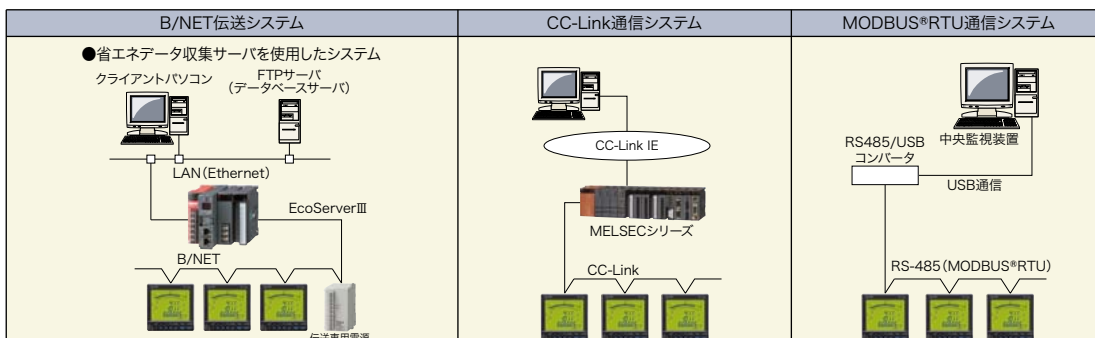 B/NET伝送システム
●省エネデータ収集サーバを使用したシステム
クライアントパソコン
FTPサーバ
(データベースサーバ)
LAN(Ethernet)
EcoServerⅢ
B/NET
伝送専用電源
CC-Link通信システム
CC-Link IE
MELSECシリーズ
CC-Link
MODBUS®RTU通信システム
中央監視装置
RS485/USB
コンバータ
USB通信
RS-485(MODBUS®RTU)